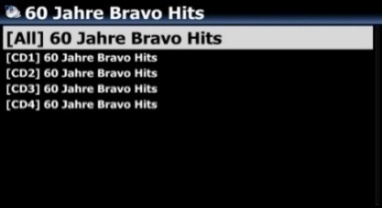 60 Jahre Bravo Hits
[All] 60 Jahre Bravo Hits
[CD1] 60 Jahre Bravo Hits
[CD2] 60 Jahre Bravo Hits
[CD3] 60 Jahre Bravo Hits
[CD4] 60 Jahre Bravo Hits